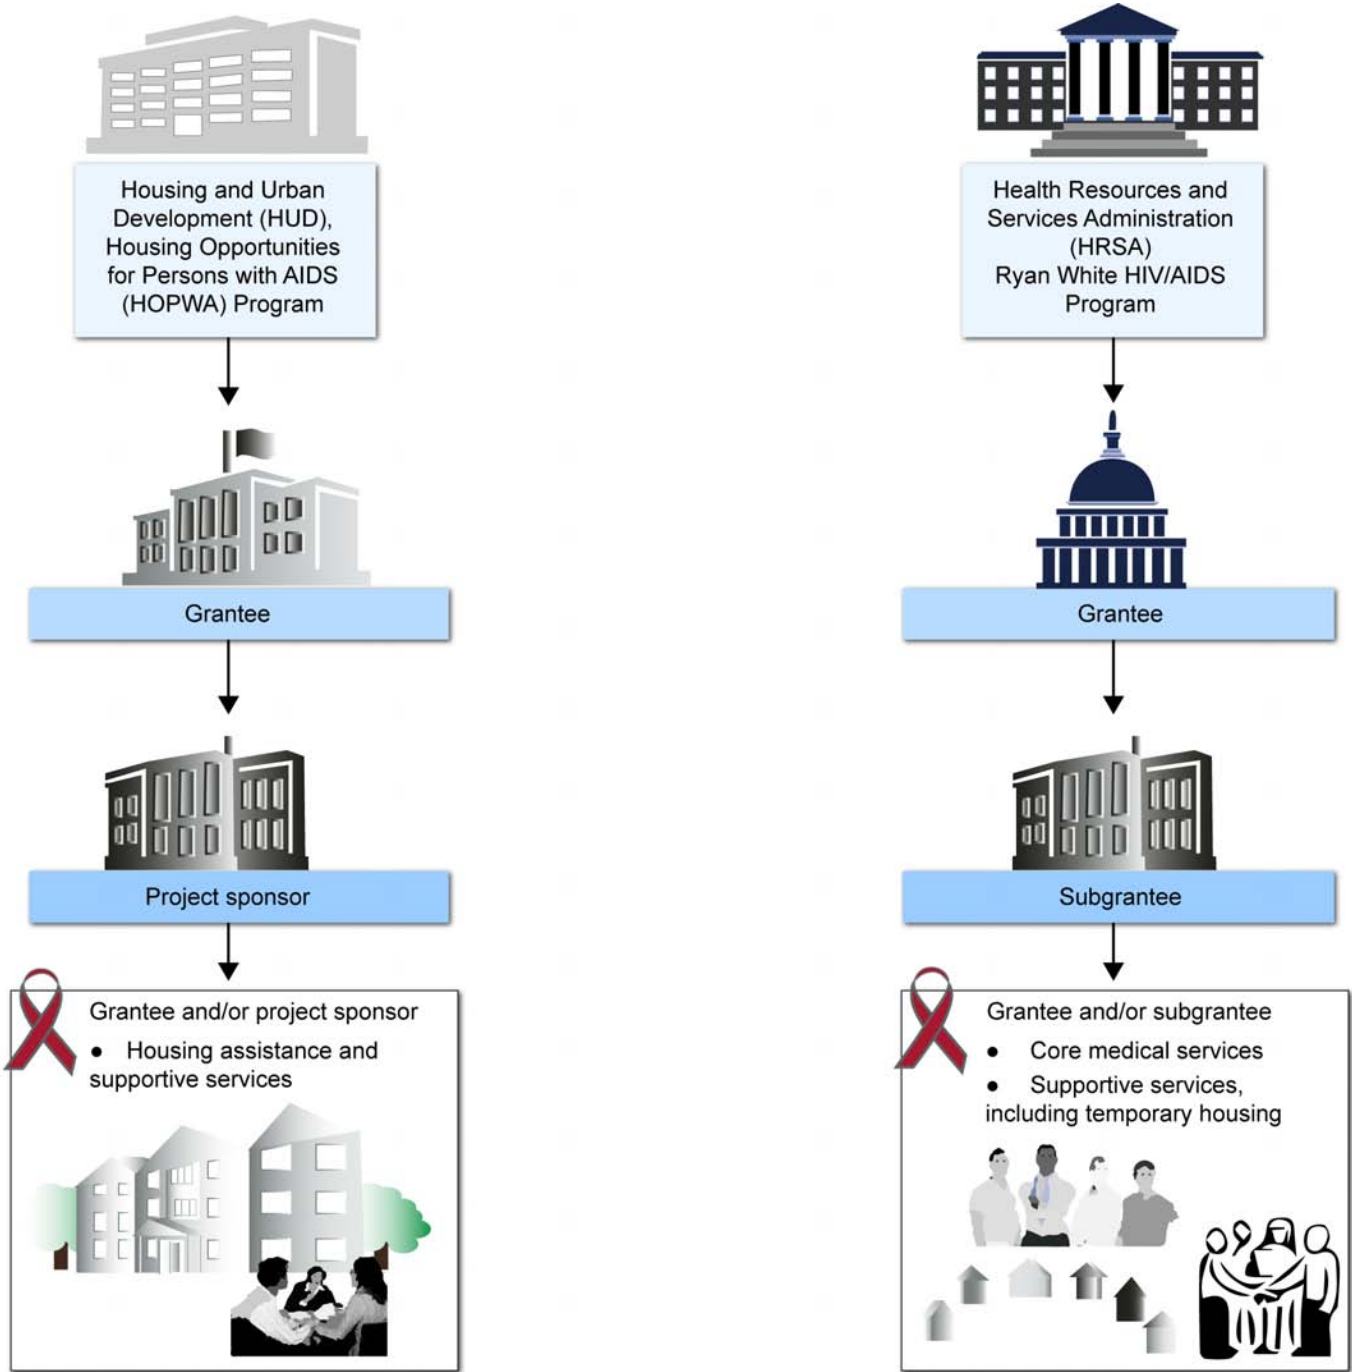 Housing and Urban
Development (HUD),
Housing Opportunities
for Persons with AIDS
(HOPWA) Program
Grantee
Project sponsor
Grantee and/or project sponsor
● Housing assistance and
supportive services
Health Resources and
Services Administration
(HRSA)
Ryan White HIV/AIDS
Program
Grantee
Subgrantee
Grantee and/or subgrantee
● Core medical services
● Supportive services,
including temporary housing